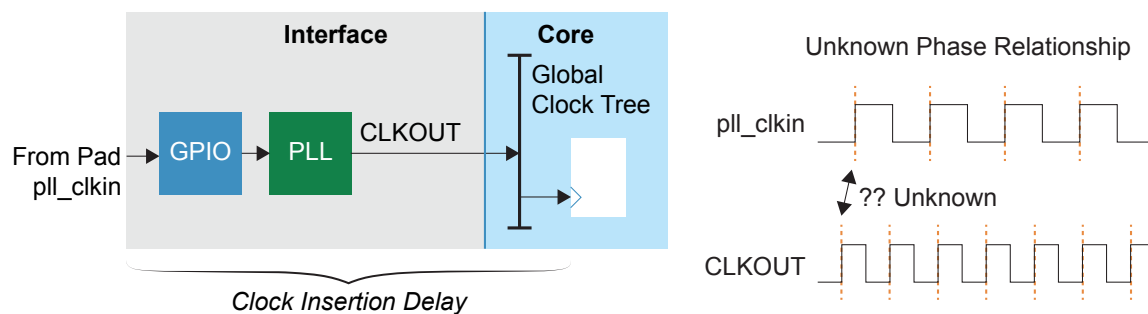 Interface
Core
Unknown Phase Relationship
Global
Clock Tree
CLKOUT
GPIO
PLL
From Pad
pll_clkin
pll_clkin
?? Unknown
CLKOUT
Clock Insertion Delay